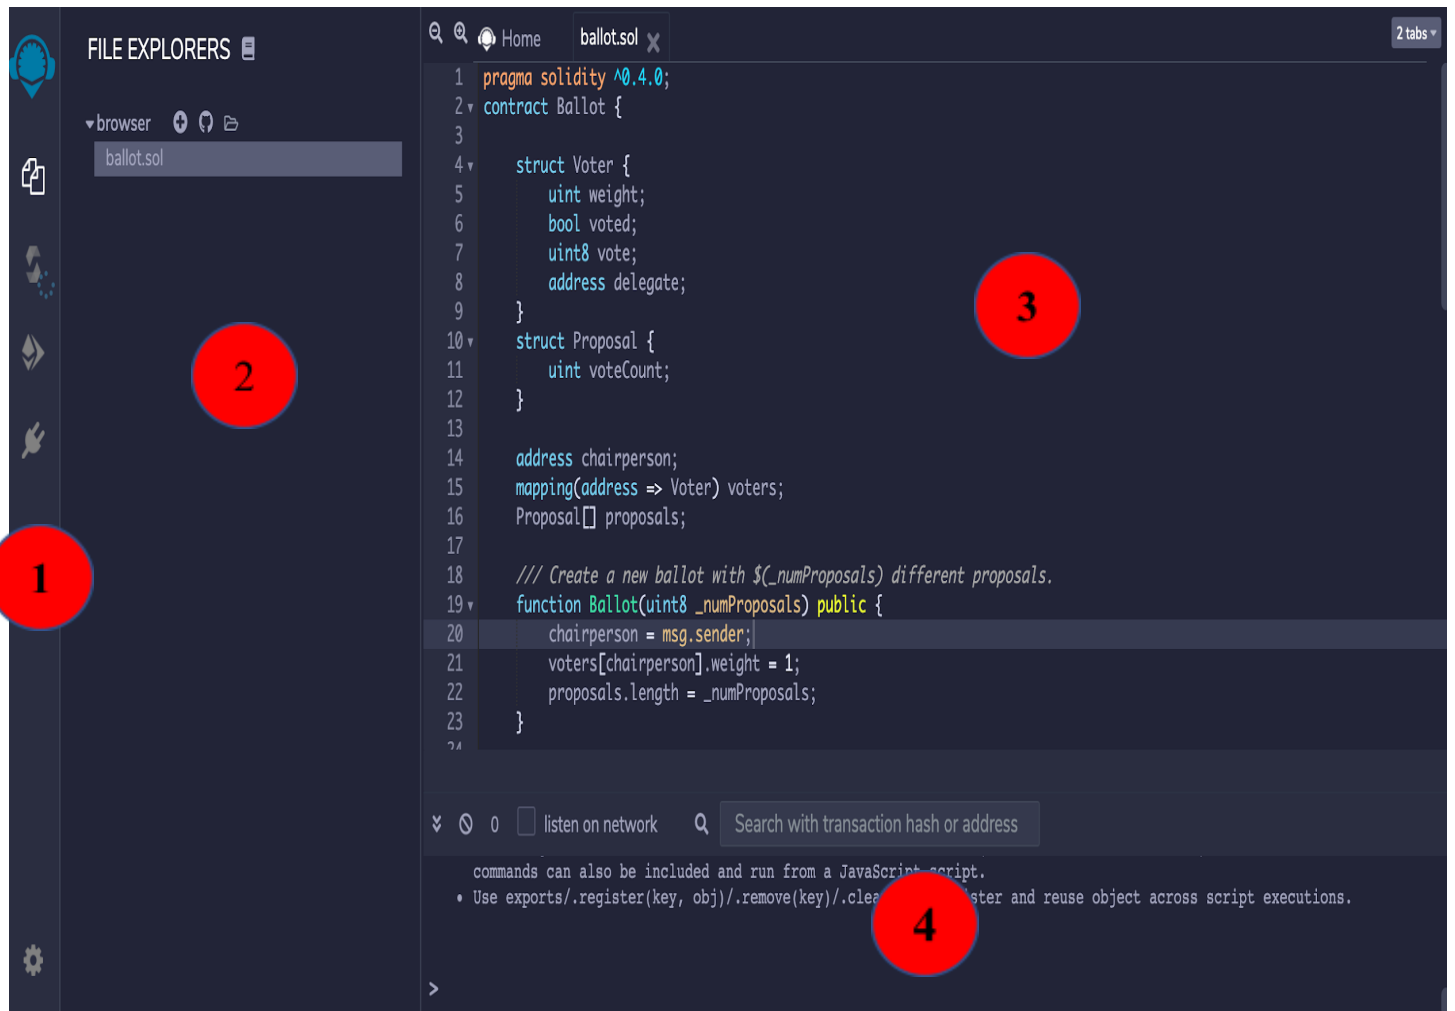 FILE EXPLORERS
browser
ballot.sol
Home
ballot.sol
2 tabs
1 pragma solidity ^0.4.0;
2 contract Ballot {
3
4 struct Voter {
5 uint weight;
6 bool voted;
7 uint8 vote;
8 address delegate;
9 }
10 struct Proposal {
11 uint voteCount;
12 }
13
14 address chairperson;
15 mapping(address => Voter) voters;
16 Proposal[] proposals;
17
18 /// Create a new ballot with $(_numProposals) different proposals.
19 function Ballot(uint8 _numProposals) public {
20 chairperson = msg.sender;
21 voters[chairperson].weight = 1;
22 proposals.length = _numProposals;
23 }
24
0 listen on network Search with transaction hash or address
commands can also be included and run from a JavaScript script.
• Use exports/.register(key, obj)/.remove(key)/.clea ster and reuse object across script executions.
>
1
2
3
4